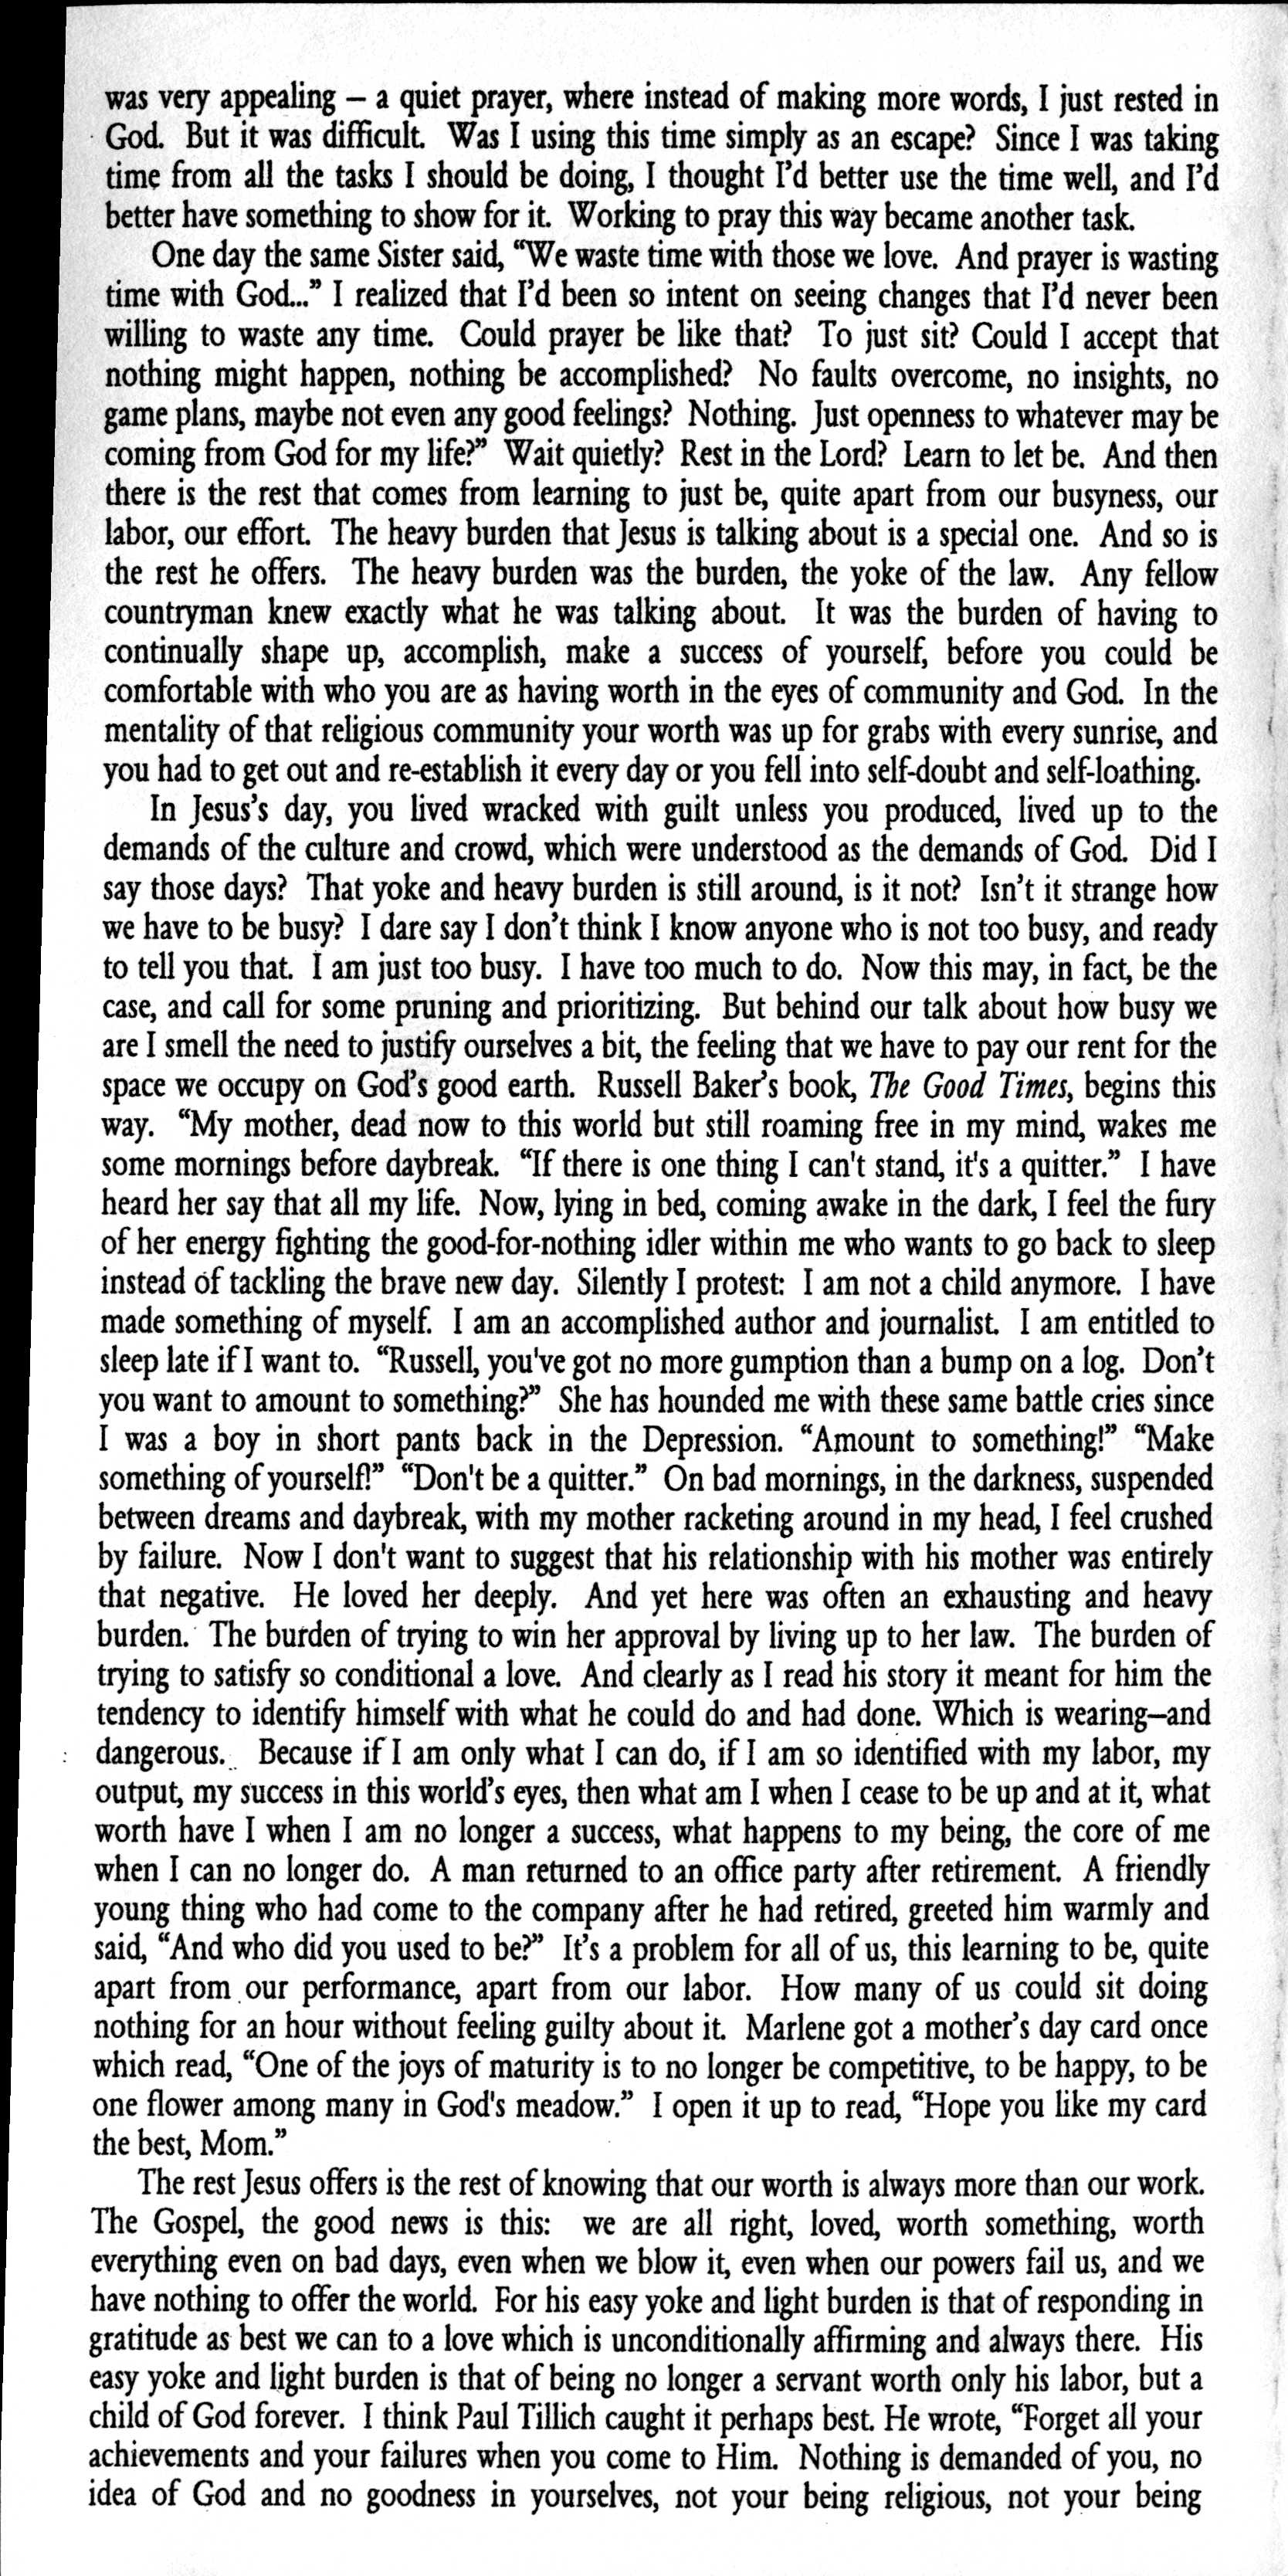 was very appealing – a quiet prayer, where instead of making more words, I just rested in
God. But it was difficult. Was I using this time simply as an escape? Since I was taking
time from all the tasks I should be doing, I thought I’d better use the time well, and I’d
better have something to show for it. Working to pray this way became another task.
One day the same Sister said, “We waste time with those we love. And prayer is wasting
time with God...” I realized that I’d been so intent on seeing changes that I’d never been
willing to waste any time. Could prayer be like that? To just sit? Could I accept that
nothing might happen, nothing be accomplished? No faults overcome, no insights, no
game plans, maybe not even any good feelings? Nothing. Just openness to whatever may be
coming from God for my life?” Wait quietly? Rest in the Lord? Learn to let be. And then
there is the rest that comes from learning to just be, quite apart from our busyness, our
labor, our effort. The heavy burden that Jesus is talking about is a special one. And so is
the rest he offers. The heavy burden was the burden, the yoke of the law. Any fellow
countryman knew exactly what he was talking about. It was the burden of having to
continually shape up, accomplish, make a success of yourself, before you could be
comfortable with who you are as having worth in the eyes of community and God. In the
mentality of that religious community your worth was up for grabs with every sunrise, and
you had to get out and re-establish it every day or you fell into self-doubt and self-loathing.
In Jesus’s day, you lived wracked with guilt unless you produced, lived up to the
demands of the culture and crowd, which were understood as the demands of God. Did I
say those days? That yoke and heavy burden is still around, is it not? Isn’t it strange how
we have to be busy? I dare say I don’t think I know anyone who is not too busy, and ready
to tell you that. I am just too busy. I have too much to do. Now this may, in fact, be the
case, and call for some pruning and prioritizing. But behind our talk about how busy we
are I smell the need to justify ourselves a bit, the feeling that we have to pay our rent for the
space we occupy on God’s good earth. Russell Baker’s book, The Good Times, begins this
way. “My mother, dead now to this world but still roaming free in my mind, wakes me
some mornings before daybreak. “If there is one thing I can't stand, it's a quitter.” I have
heard her say that all my life. Now, lying in bed, coming awake in the dark, I feel the fury
of her energy fighting the good-for-nothing idler within me who wants to go back to sleep
instead of tackling the brave new day. Silently I protest: I am not a child anymore. I have
made something of myself. I am an accomplished author and journalist. I am entitled to
sleep late if I want to. “Russell, you've got no more gumption than a bump on a log. Don’t
you want to amount to something?” She has hounded me with these same battle cries since
I was a boy in short pants back in the Depression. “Amount to something!” “Make
something of yourself!” “Don't be a quitter.” On bad mornings, in the darkness, suspended
between dreams and daybreak, with my mother racketing around in my head, I feel crushed
by failure. Now I don't want to suggest that his relationship with his mother was entirely
that negative. He loved her deeply. And yet here was often an exhausting and heavy
burden. The burden of trying to win her approval by living up to her law. The burden of
trying to satisfy so conditional a love. And clearly as I read his story it meant for him the
tendency to identify himself with what he could do and had done. Which is wearing—and
dangerous. Because if I am only what I can do, if I am so identified with my labor, my
output, my success in this world’s eyes, then what am I when I cease to be up and at it, what
worth have I when I am no longer a success, what happens to my being, the core of me
when I can no longer do. A man returned to an office party after retirement. A friendly
young thing who had come to the company after he had retired, greeted him warmly and
said, “And who did you used to be?” It’s a problem for all of us, this learning to be, quite
apart from our performance, apart from our labor. How many of us could sit doing
nothing for an hour without feeling guilty about it. Marlene got a mother’s day card once
which read, “One of the joys of maturity is to no longer be competitive, to be happy, to be
one flower among many in God's meadow.” I open it up to read, “Hope you like my card
the best, Mom.”
The rest Jesus offers is the rest of knowing that our worth is always more than our work.
The Gospel, the good news is this: we are all right, loved, worth something, worth
everything even on bad days, even when we blow it, even when our powers fail us, and we
have nothing to offer the world. For his easy yoke and light burden is that of responding in
gratitude as best we can to a love which is unconditionally affirming and always there. His
easy yoke and light burden is that of being no longer a servant worth only his labor, but a
child of God forever. I think Paul Tillich caught it perhaps best. He wrote, “Forget all your
achievements and your failures when you come to Him. Nothing is demanded of you, no
idea of God and no goodness in yourselves, not your being religious, not your being